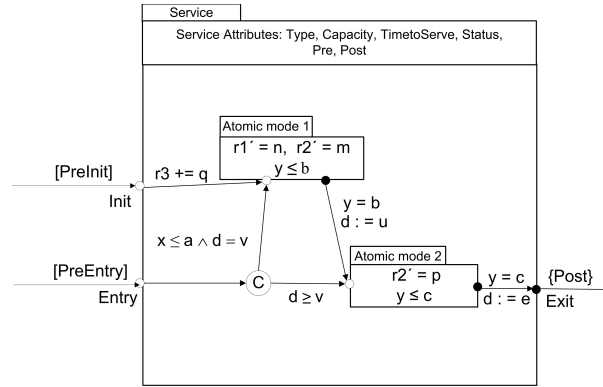 Service
Service Attributes: Type, Capacity, TimetoServe, Status,
Pre, Post
Atomic mode 1
r1´ = n, r2´ = m
y ≤ b
[PreInit]
r3 += q
Init
y = b
d : = u
x ≤ a ∧ d = v
Atomic mode 2
[PreEntry]
r2´ = p
y = c
{Post}
C
Entry
d ≥ v
y ≤ c
d : = e
Exit